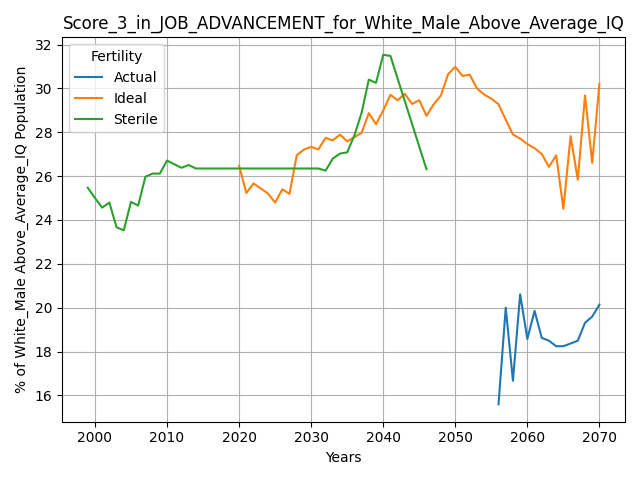 Score_3_in_JOB_ADVANCEMENT_for_White_Male_Above_Average_IQ
Fertility
Actual
Ideal
Sterile
% of White_Male Above_Average_IQ Population
32
30
28
26
24
22
20
18
16
2000 2010 2020 2030 2040 2050 2060 2070
Years